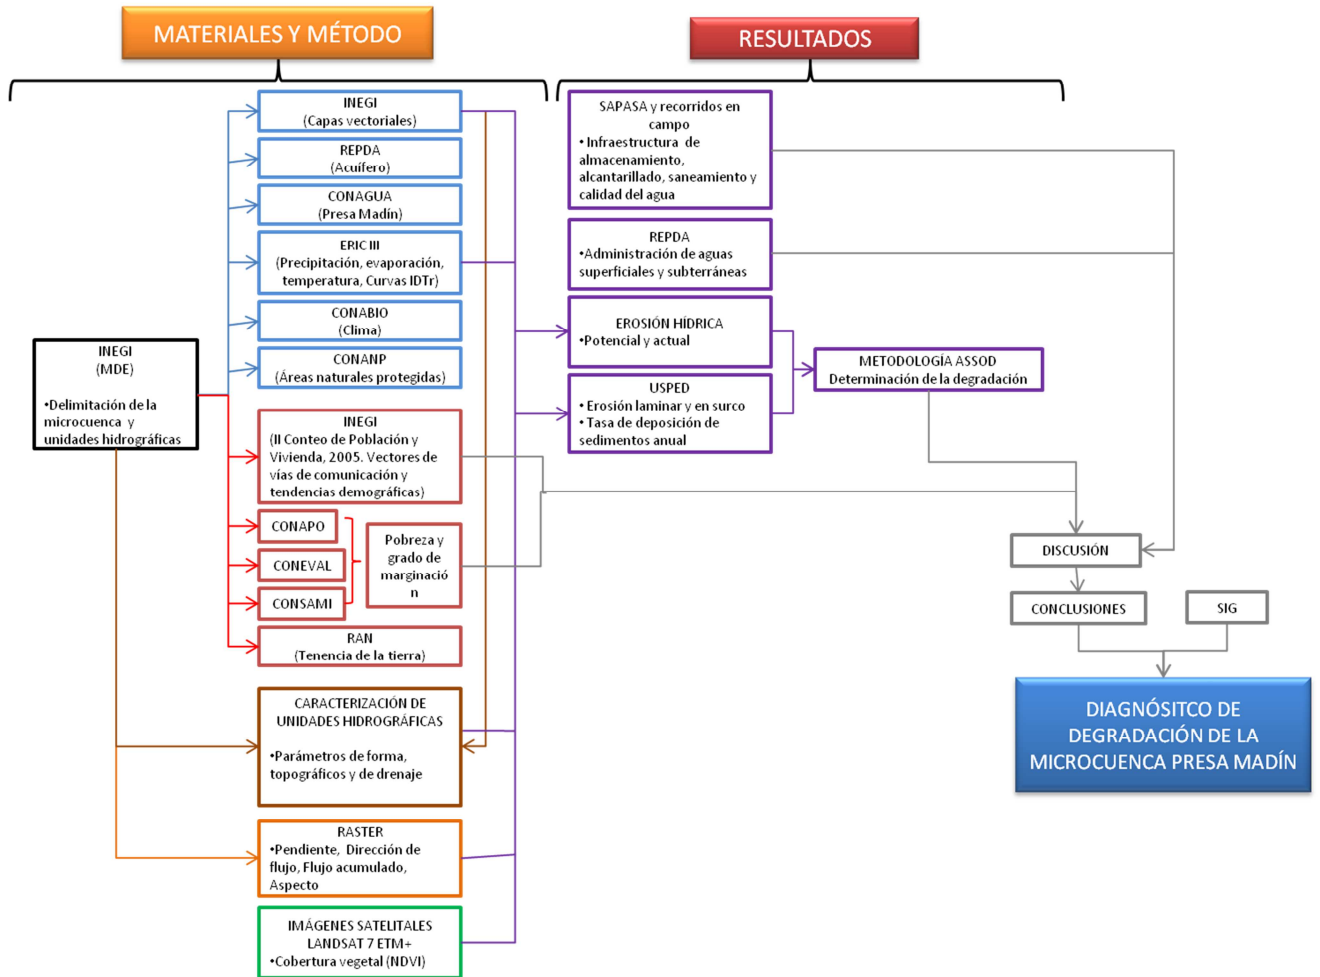 MATERIALES Y MÉTODO
RESULTADOS
INEGI
(MDE)
•Delimitación de la
microcuenca y
unidades hidrográficas
INEGI
(Capas vectoriales)
REPDA
(Acuífero)
CONAGUA
(Presa Madín)
ERIC III
(Precipitación, evaporación,
temperatura, Curvas IDTr)
CONABIO
(Clima)
CONANP
(Áreas naturales protegidas)
INEGI
(II Conteo de Población y
Vivienda, 2005. Vectores de
vías de comunicación y
tendencias demográficas)
CONAPO
CONEVAL
CONSAMI
Pobreza y
grado de
marginació
n
RAN
(Tenencia de la tierra)
CARACTERIZACIÓN DE
UNIDADES HIDROGRÁFICAS
•Parámetros de forma,
topográficos y de drenaje
RASTER
•Pendiente, Dirección de
flujo, Flujo acumulado,
Aspecto
IMÁGENES SATELITALES
LANDSAT 7 ETM+
•Cobertura vegetal (NDVI)
SAPASA y recorridos en
campo
•Infraestructura de
almacenamiento,
alcantarillado, saneamiento y
calidad del agua
REPDA
•Administración de aguas
superficiales y subterráneas
EROSIÓN HÍDRICA
•Potencial y actual
USPED
• Erosión laminar y en surco
• Tasa de deposición de
sedimentos anual
METODOLOGÍA ASSOD
Determinación de la degradación
DISCUSIÓN
CONCLUSIONES
SIG
DIAGNÓSITCO DE
DEGRADACIÓN DE LA
MICROCUENCA PRESA MADÍN